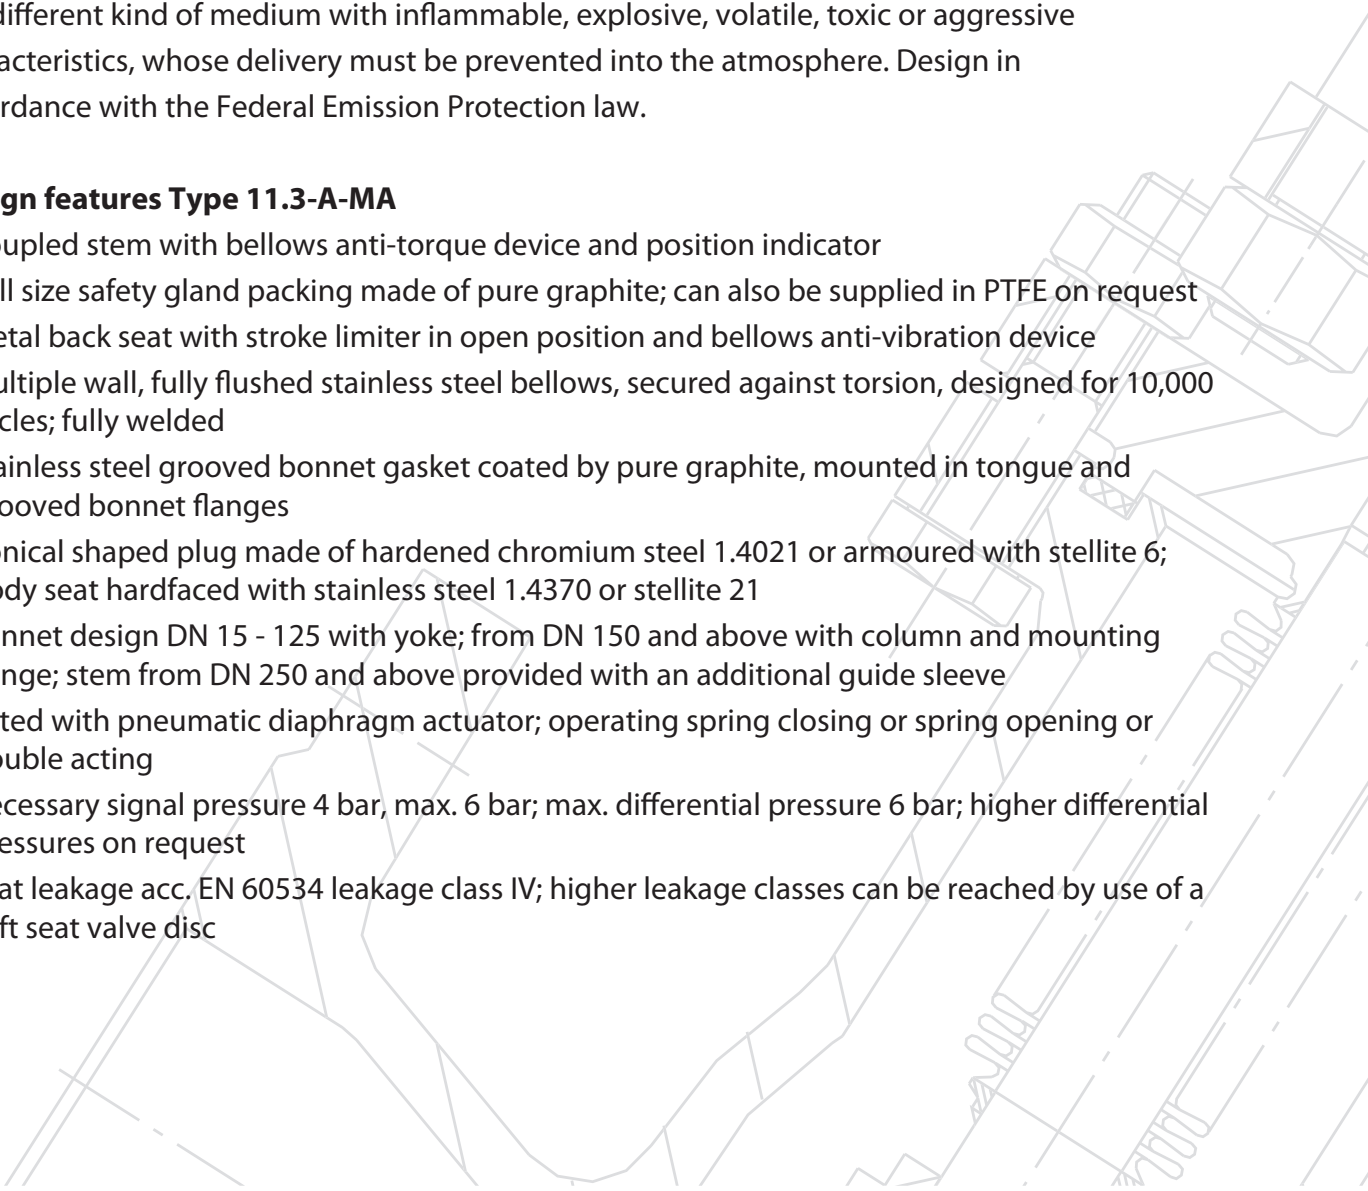 different kind of medium with inflammable, explosive, volatile, toxic or aggressive
acteristics, whose delivery must be prevented into the atmosphere. Design in
rdance with the Federal Emission Protection law.
gn features Type 11.3-A-MA
oupled stem with bellows anti-torque device and position indicator
ll size safety gland packing made of pure graphite; can also be supplied in PTFE on request
etal back seat with stroke limiter in open position and bellows anti-vibration device
ultiple wall, fully flushed stainless steel bellows, secured against torsion, designed for 10,000
cles; fully welded
ainless steel grooved bonnet gasket coated by pure graphite, mounted in tongue and
ooved bonnet flanges
onical shaped plug made of hardened chromium steel 1.4021 or armoured with stellite 6;
ody seat hardfaced with stainless steel 1.4370 or stellite 21
nnet design DN 15 - 125 with yoke; from DN 150 and above with column and mounting
nge; stem from DN 250 and above provided with an additional guide sleeve
ted with pneumatic diaphragm actuator; operating spring closing or spring opening or
ouble acting
ecessary signal pressure 4 bar, max. 6 bar; max. differential pressure 6 bar; higher differential
essures on request
at leakage acc. EN 60534 leakage class IV; higher leakage classes can be reached by use of a
ft seat valve disc